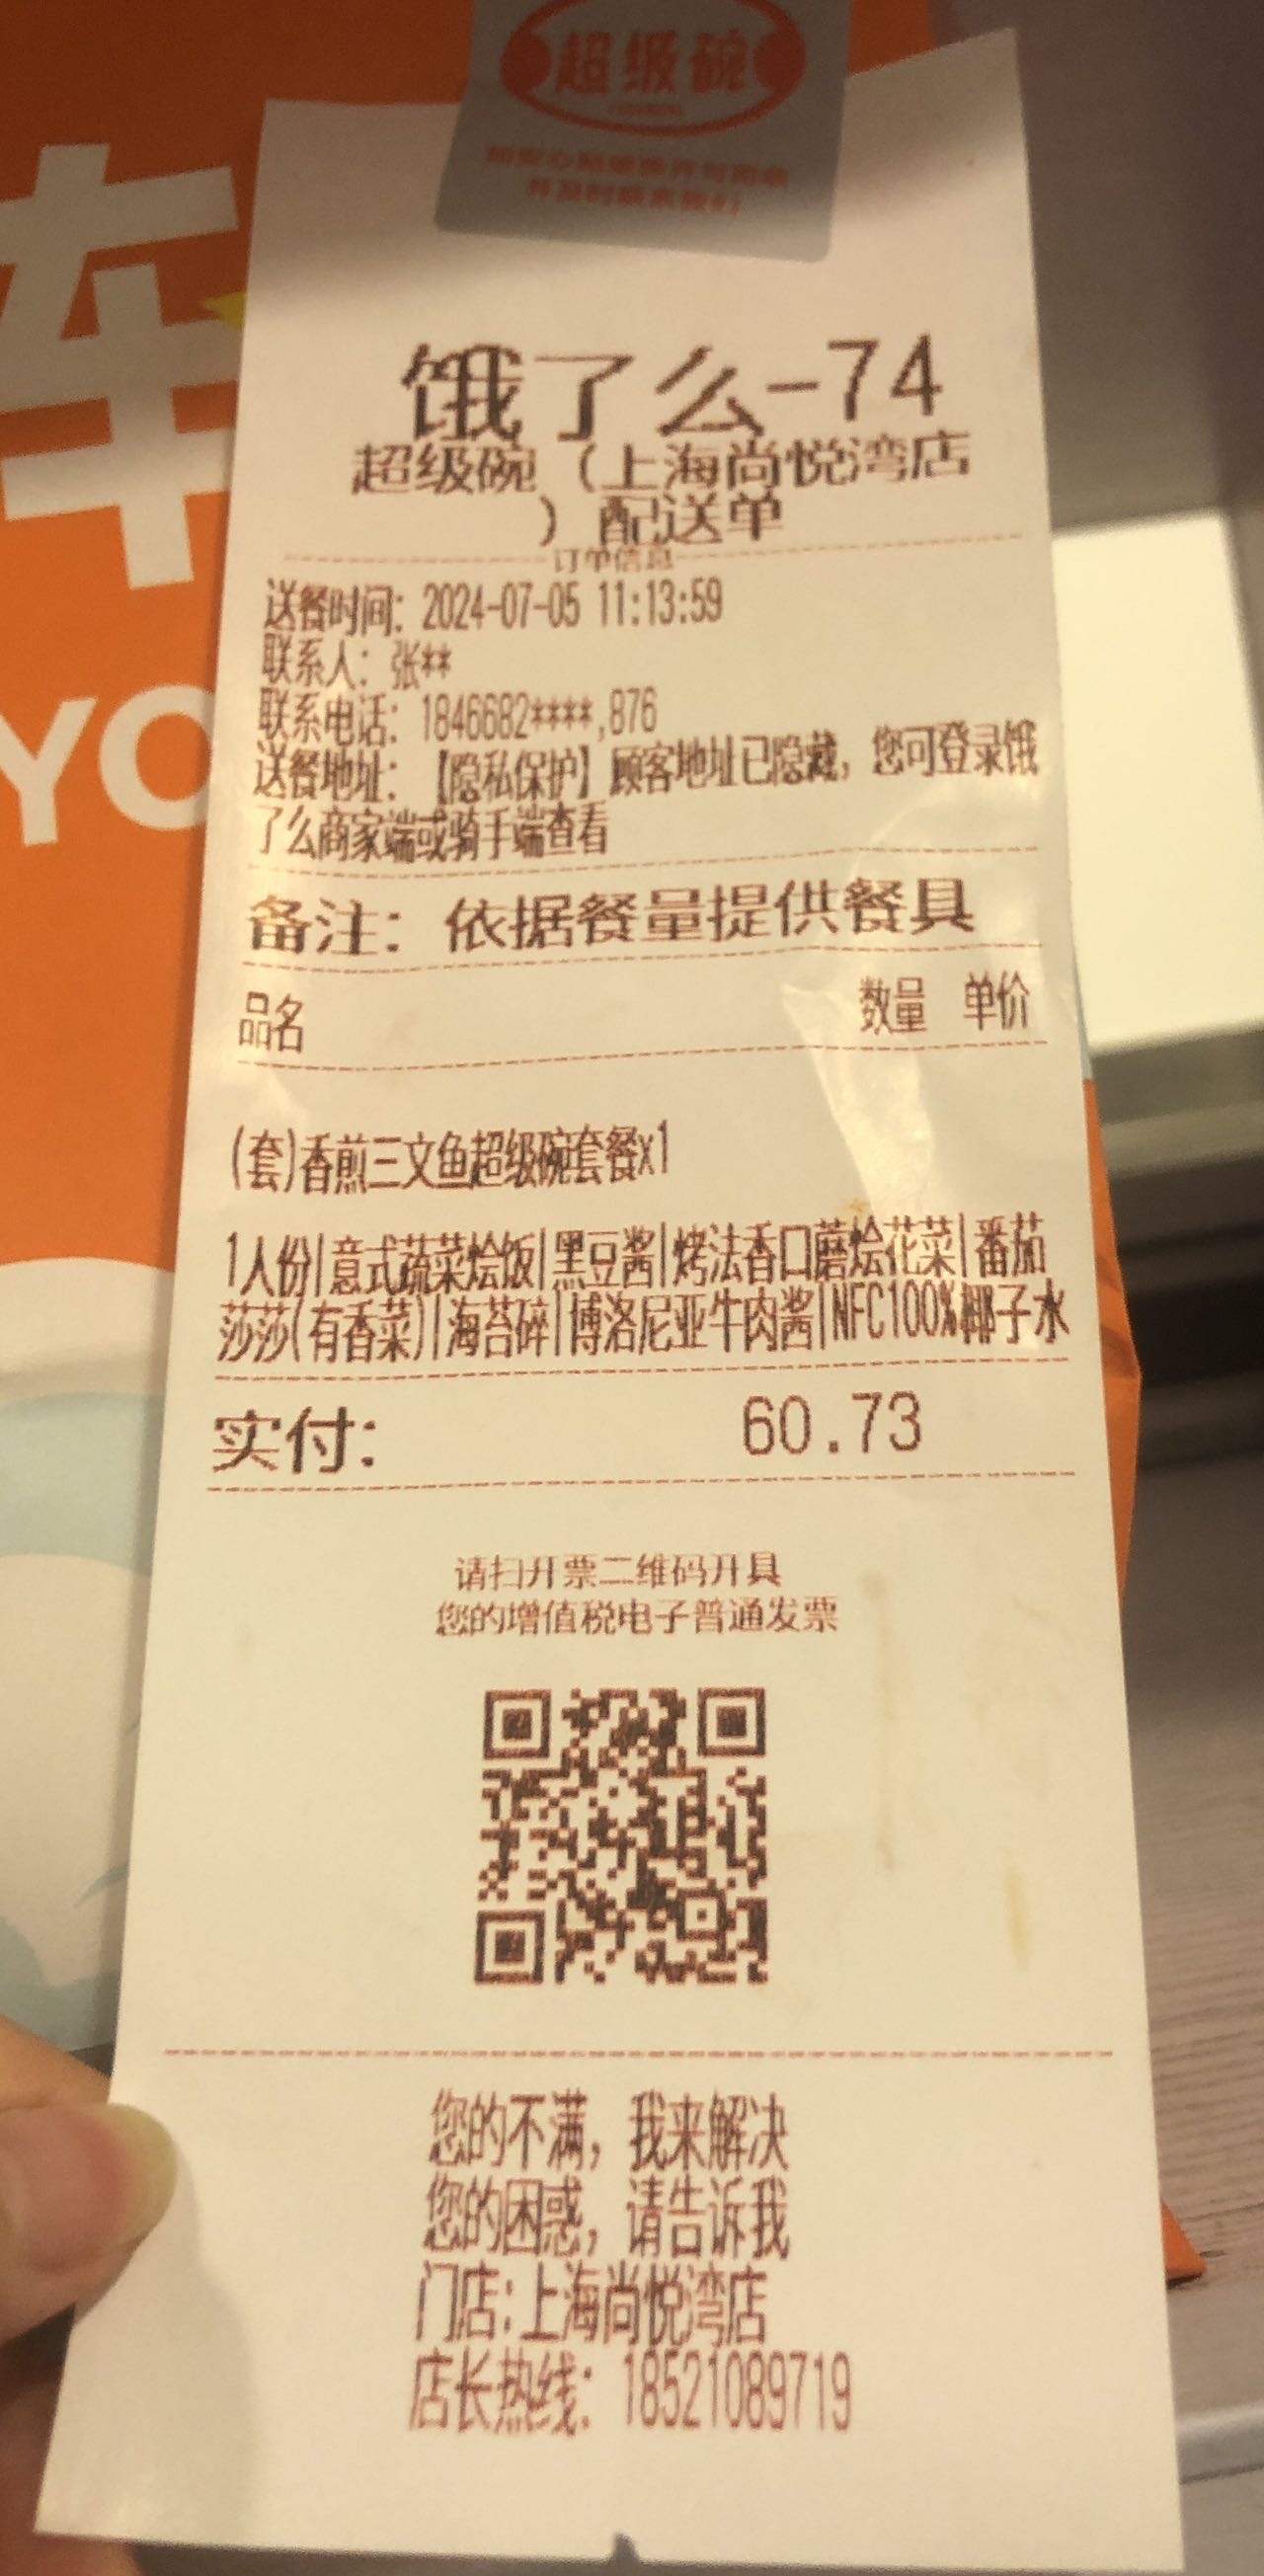 超级碗
车
YO
饿了么-74
超级碗（上海尚悦湾店
）配送单
订单信息
送餐时间：2024-07-05 11:13:59
联系人：张**
联系电话：1846682****,876
送餐地址：【隐私保护】顾客地址已隐藏，您可登录饿
了么商家端或骑手端查看
备注：依据餐量提供餐具
品名 数量 单价
(套)香煎三文鱼超级碗套餐x1
1人份|意式蔬菜烩饭|黑豆酱|烤法香口蘑烩花菜|番茄
莎莎(有香菜)|海苔碎|博洛尼亚牛肉酱|NFC100%椰子水
实付: 60.73
请扫开票二维码开具
您的增值税电子普通发票
您的不满，我来解决
您的困惑，请告诉我
门店:上海尚悦湾店
店长热线：18521089719